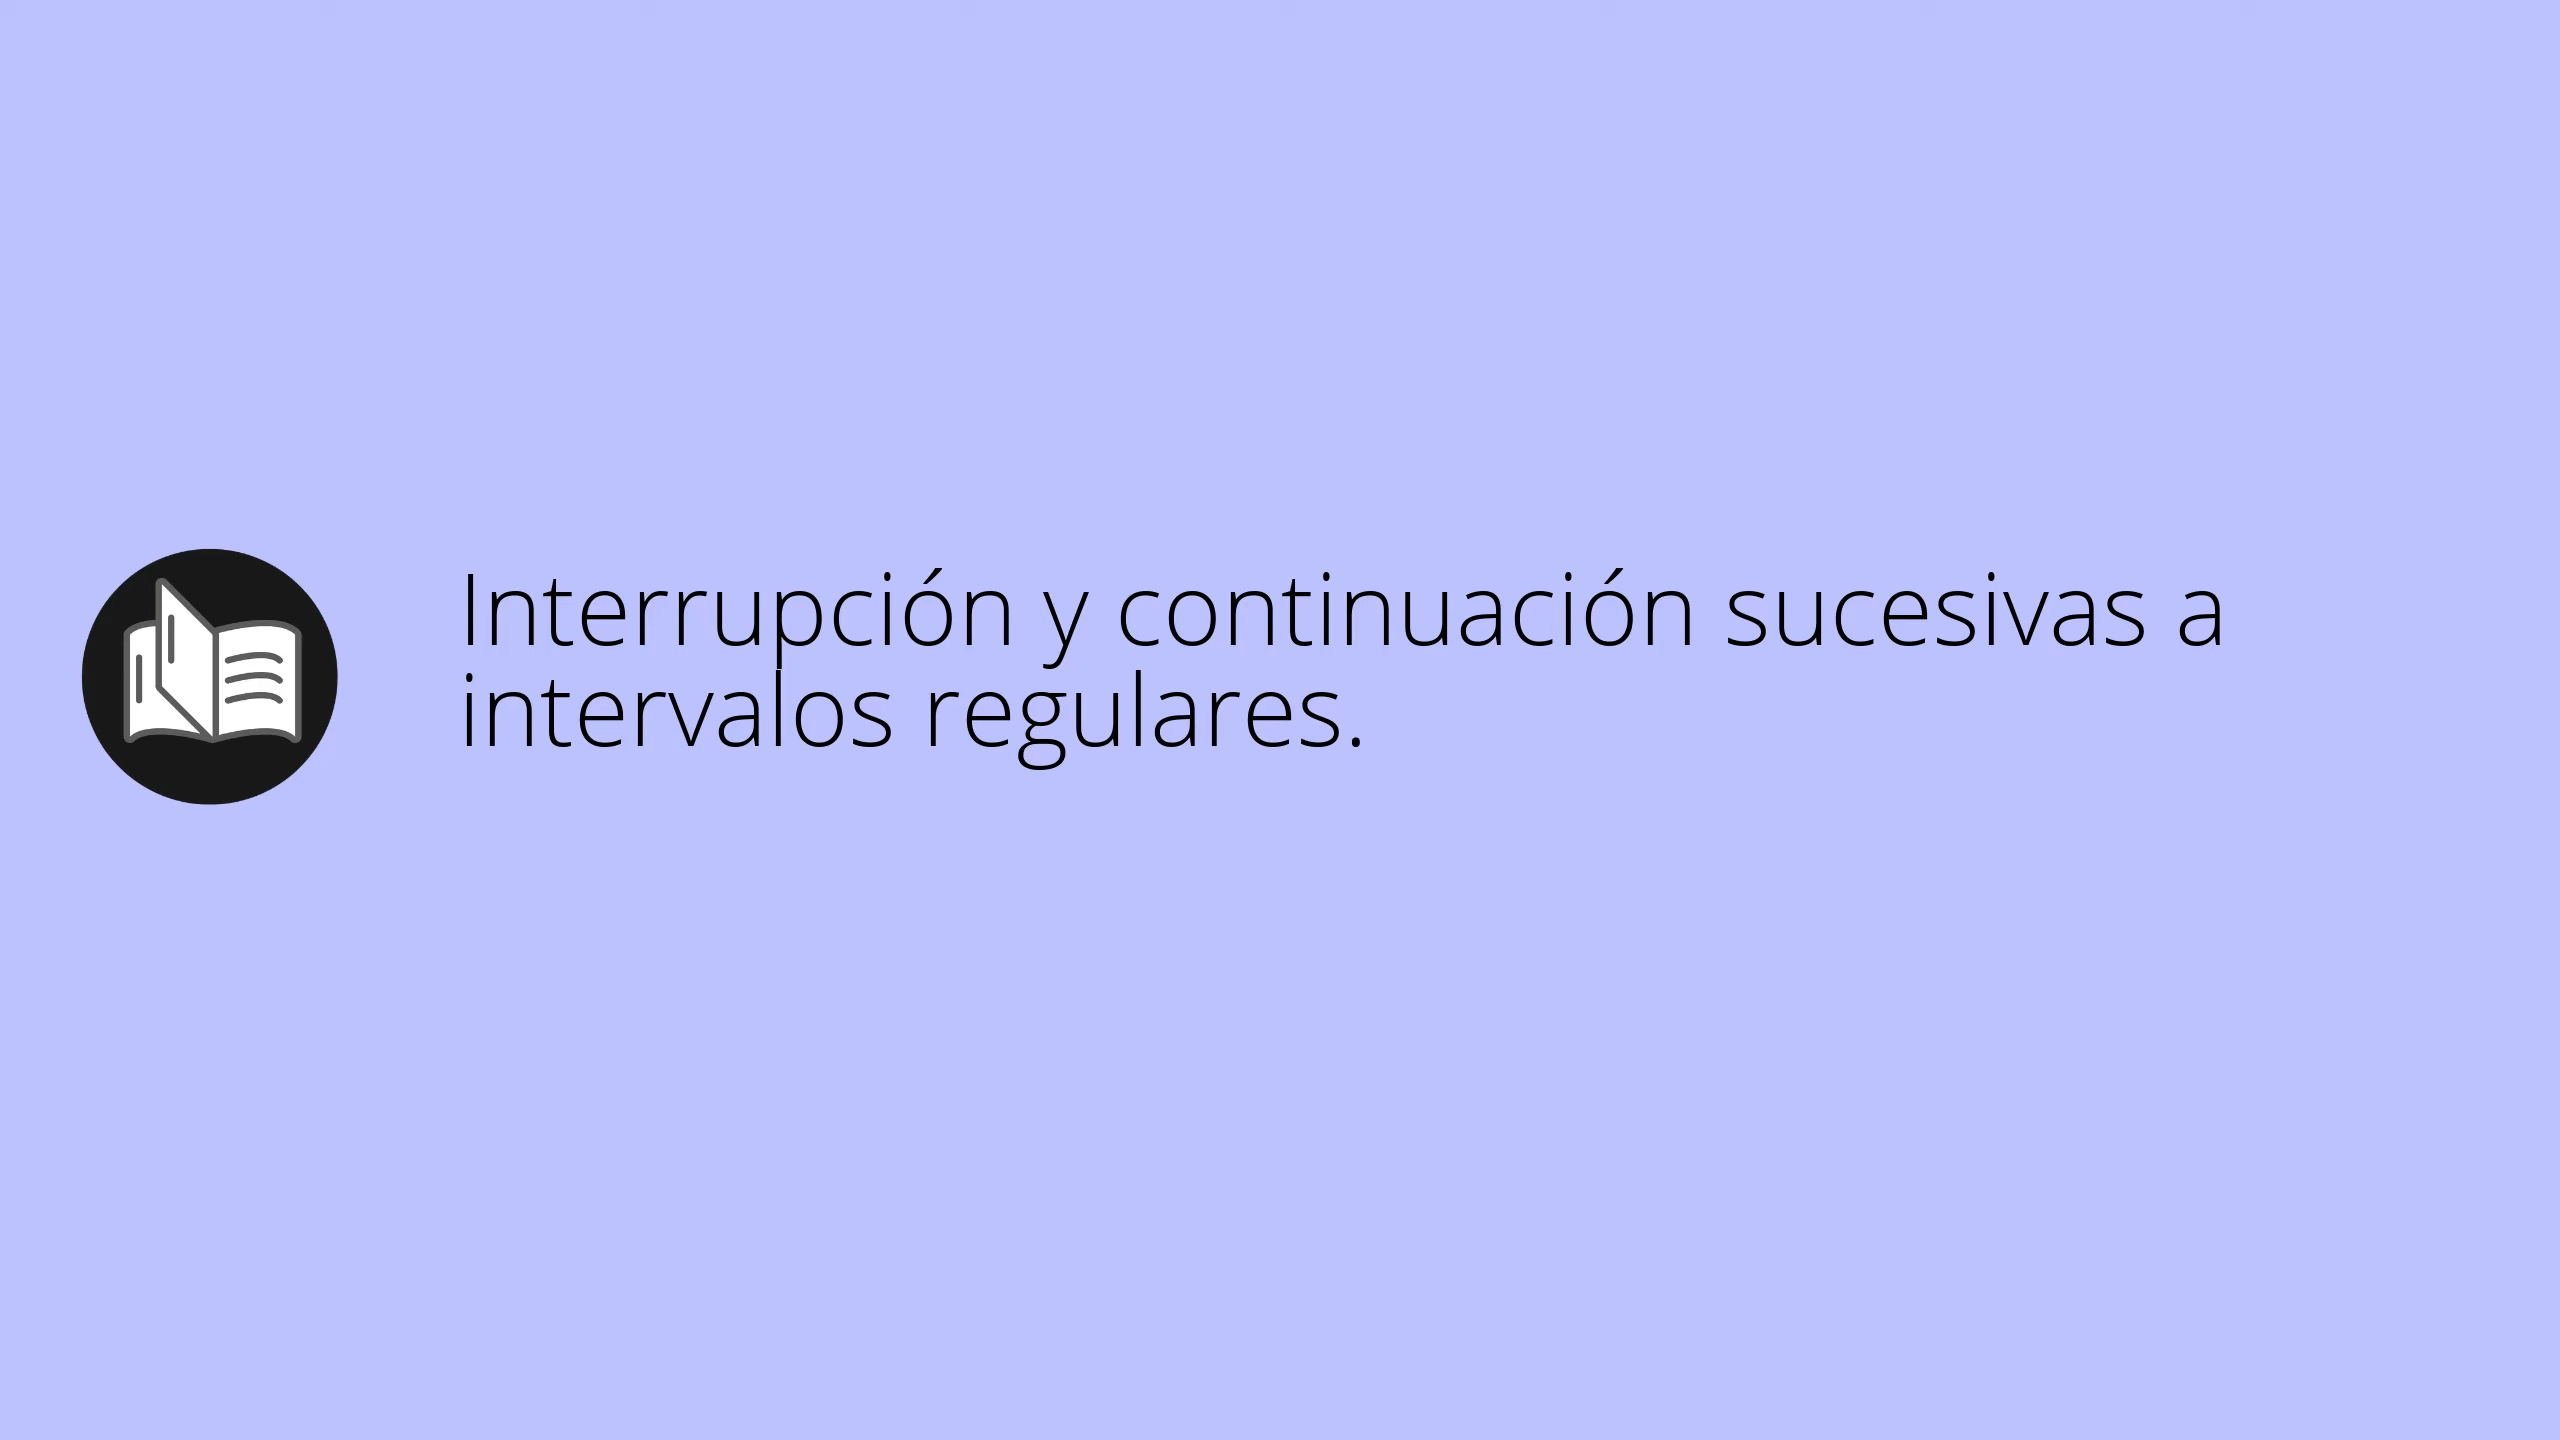 Interrupción y continuación sucesivas a
intervalos regulares.